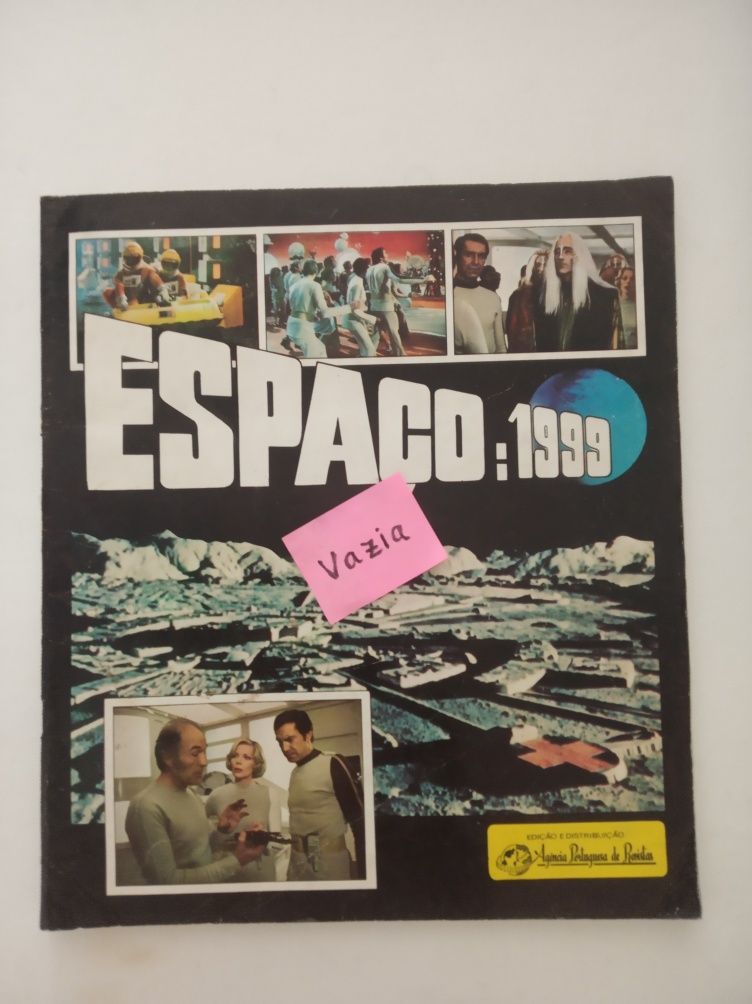 ESPAÇO:1999
Vazia
EDIÇÃO E DISTRIBUIÇÃO:
Agência Portuguesa de Revistas